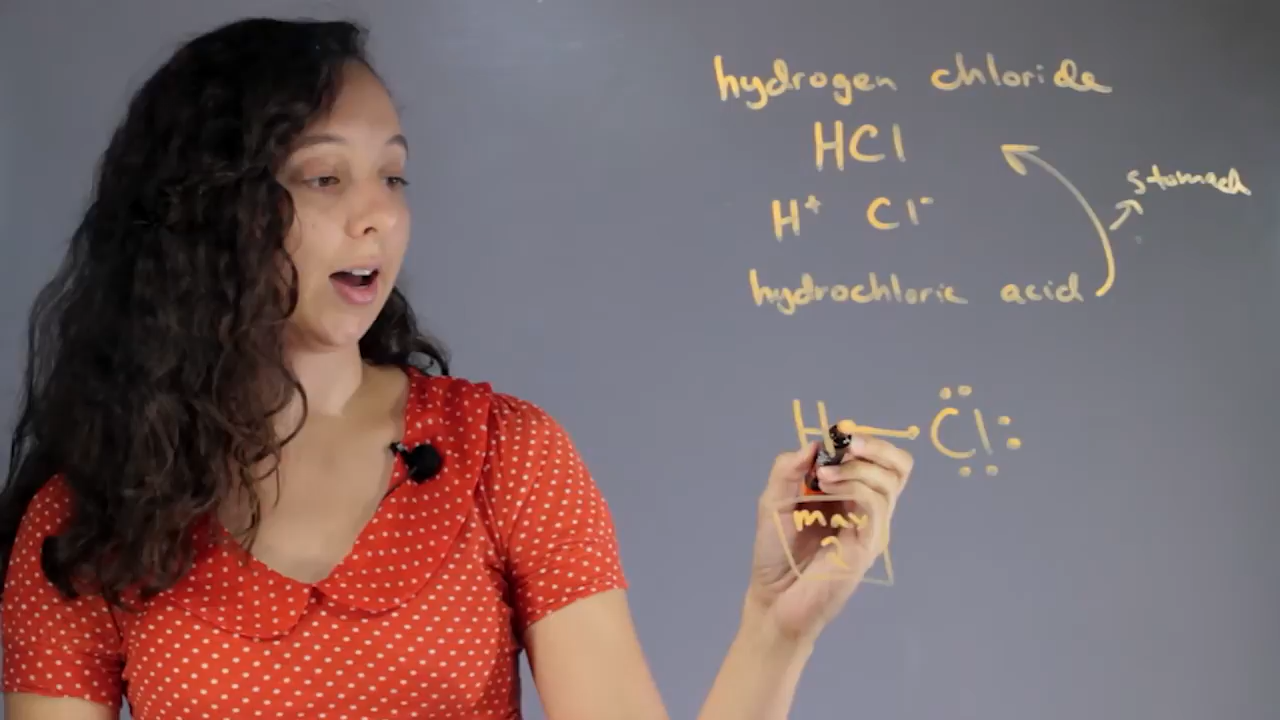 hydrogen chloride
HCl
H⁺ Cl⁻
stomach
hydrochloric acid
H Cl
max
2